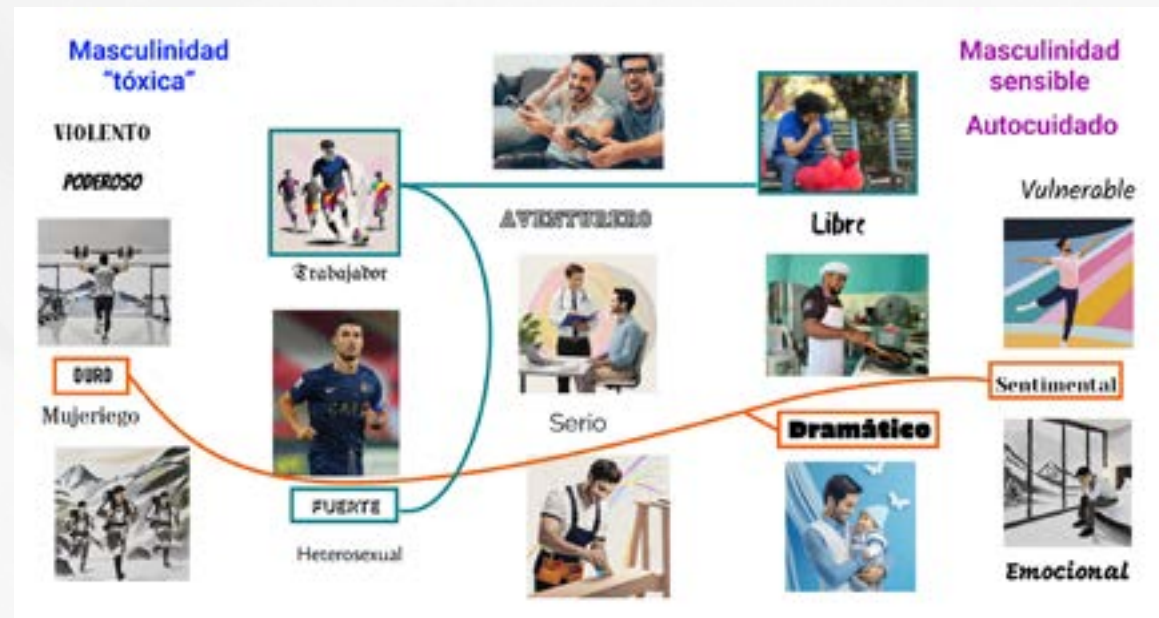 Masculinidad
“tóxica”
VIOLENTO
PODEROSO
DURO
Mujeriego
Trabajador
FUERTE
Heterosexual
AVENTURERO
Serio
Libre
Dramático
Masculinidad
sensible
Autocuidado
Vulnerable
Sentimental
Emocional